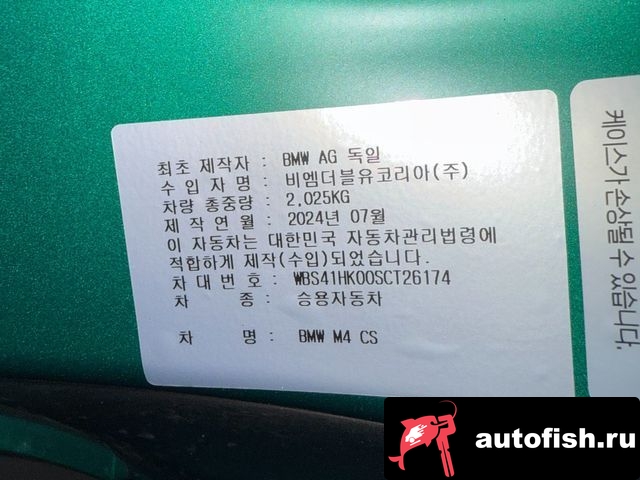 최초 제작자 : BMW AG 독일
수 입 자 명 : 비엠더블유코리아(주)
차량 총중량 : 2,025KG
제 작 연 월 : 2024년 07월
이 자동차는 대한민국 자동차관리법령에
적합하게 제작(수입)되었습니다.
차 대 번 호 : WBS41HK00SCT26174
차 종 : 승용자동차
차 명 : BMW M4 CS
케이스가 손상될 수 있습니다.
autofish.ru